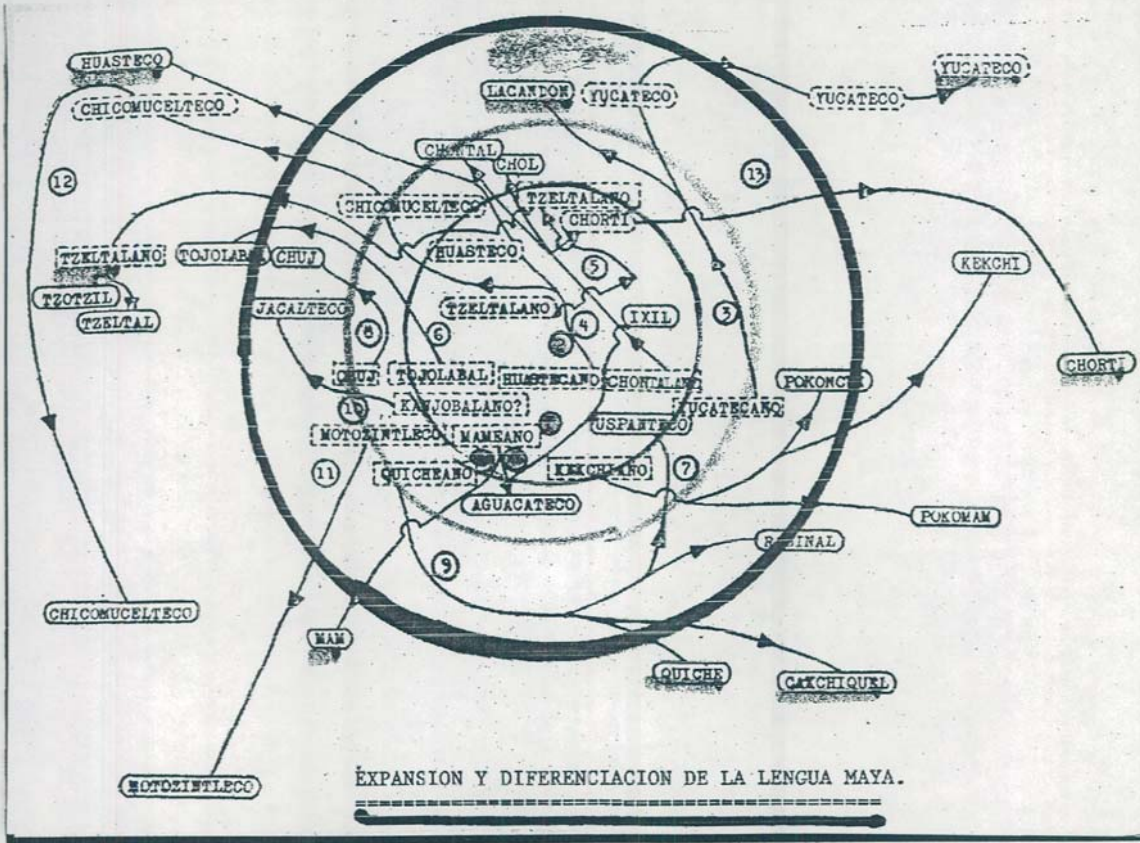 HUASTECO
YUCATECO
LACANDON
YUCATECO
YUCATECO
CHICOMUCELTECO
CHONTAL
CHOL
12
13
TZELTALANO
CHICOMUCELTECO
CHORTI
HUASTECO
TZELTALANO
TOJOLABAL
CHUJ
KEKCHI
5
TZOTZIL
TZELTAL
JACALTECO
TZELTALANO
IXIL
8
6
4
3
2
CHORTI
CHUJ
TOJOLABAL
HUASTECANO
CHONTALANO
POKONCHI
10
KANJOBALANO?
YUCATECANO
USPANTECO
MOTOZINTLECO
MAMEANO
11
QUICHEANO
KEKCHIANO
7
AGUACATECO
POKOMAM
RABINAL
9
CHICOMUCELTECO
MAM
QUICHE
CAKCHIQUEL
MOTOZINTLECO
EXPANSION Y DIFERENCIACION DE LA LENGUA MAYA.